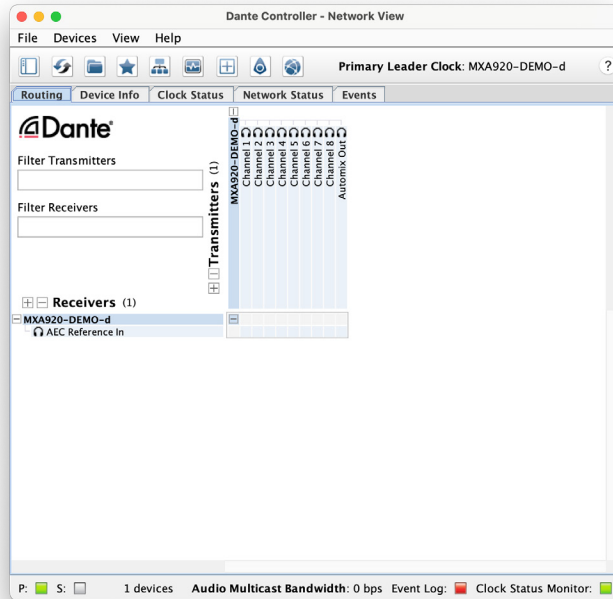 Dante Controller - Network View
File Devices View Help
Primary Leader Clock: MXA920-DEMO-d ?
Routing Device Info Clock Status Network Status Events
Dante®
Filter Transmitters
Filter Receivers
Transmitters (1)
MXA920-DEMO-d
Channel 1
Channel 2
Channel 3
Channel 4
Channel 5
Channel 6
Channel 7
Channel 8
Automix Out
Receivers (1)
MXA920-DEMO-d
AEC Reference In
P: S: 1 devices Audio Multicast Bandwidth: 0 bps Event Log: Clock Status Monitor: